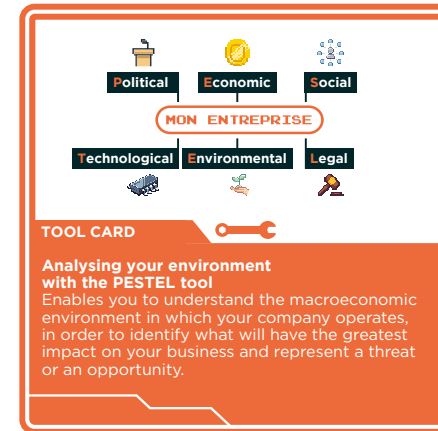 Political Economic Social
MON ENTREPRISE
Technological Environmental Legal
TOOL CARD
Analysing your environment
with the PESTEL tool
Enables you to understand the macroeconomic
environment in which your company operates,
in order to identify what will have the greatest
impact on your business and represent a threat
or an opportunity.